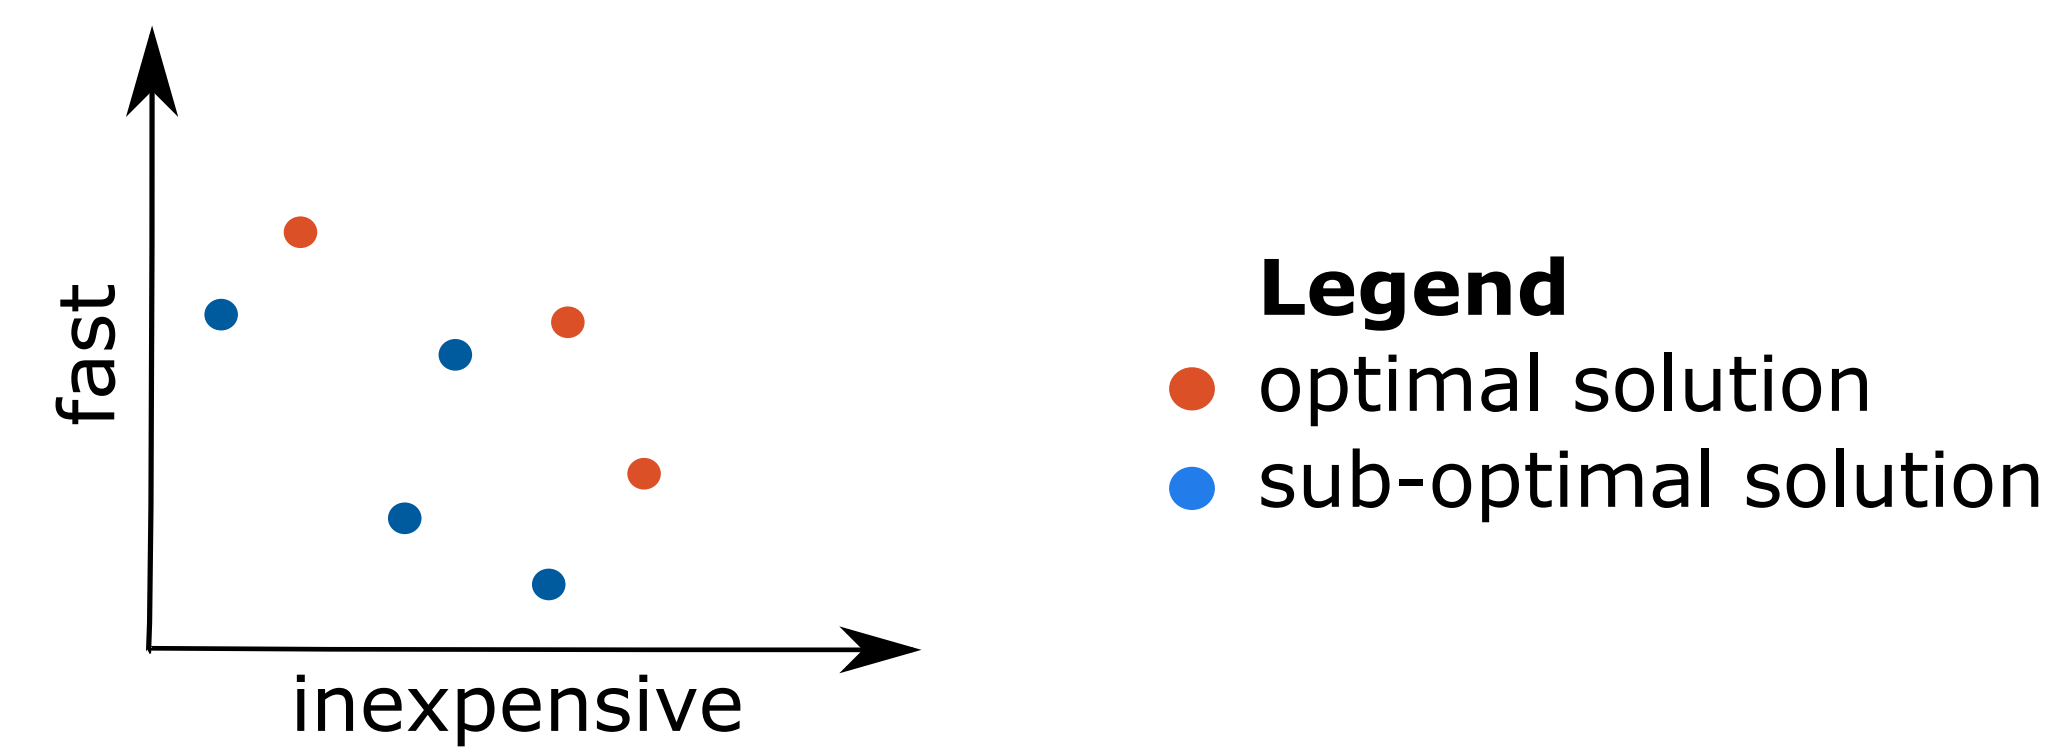 fast
inexpensive
Legend
optimal solution
sub-optimal solution